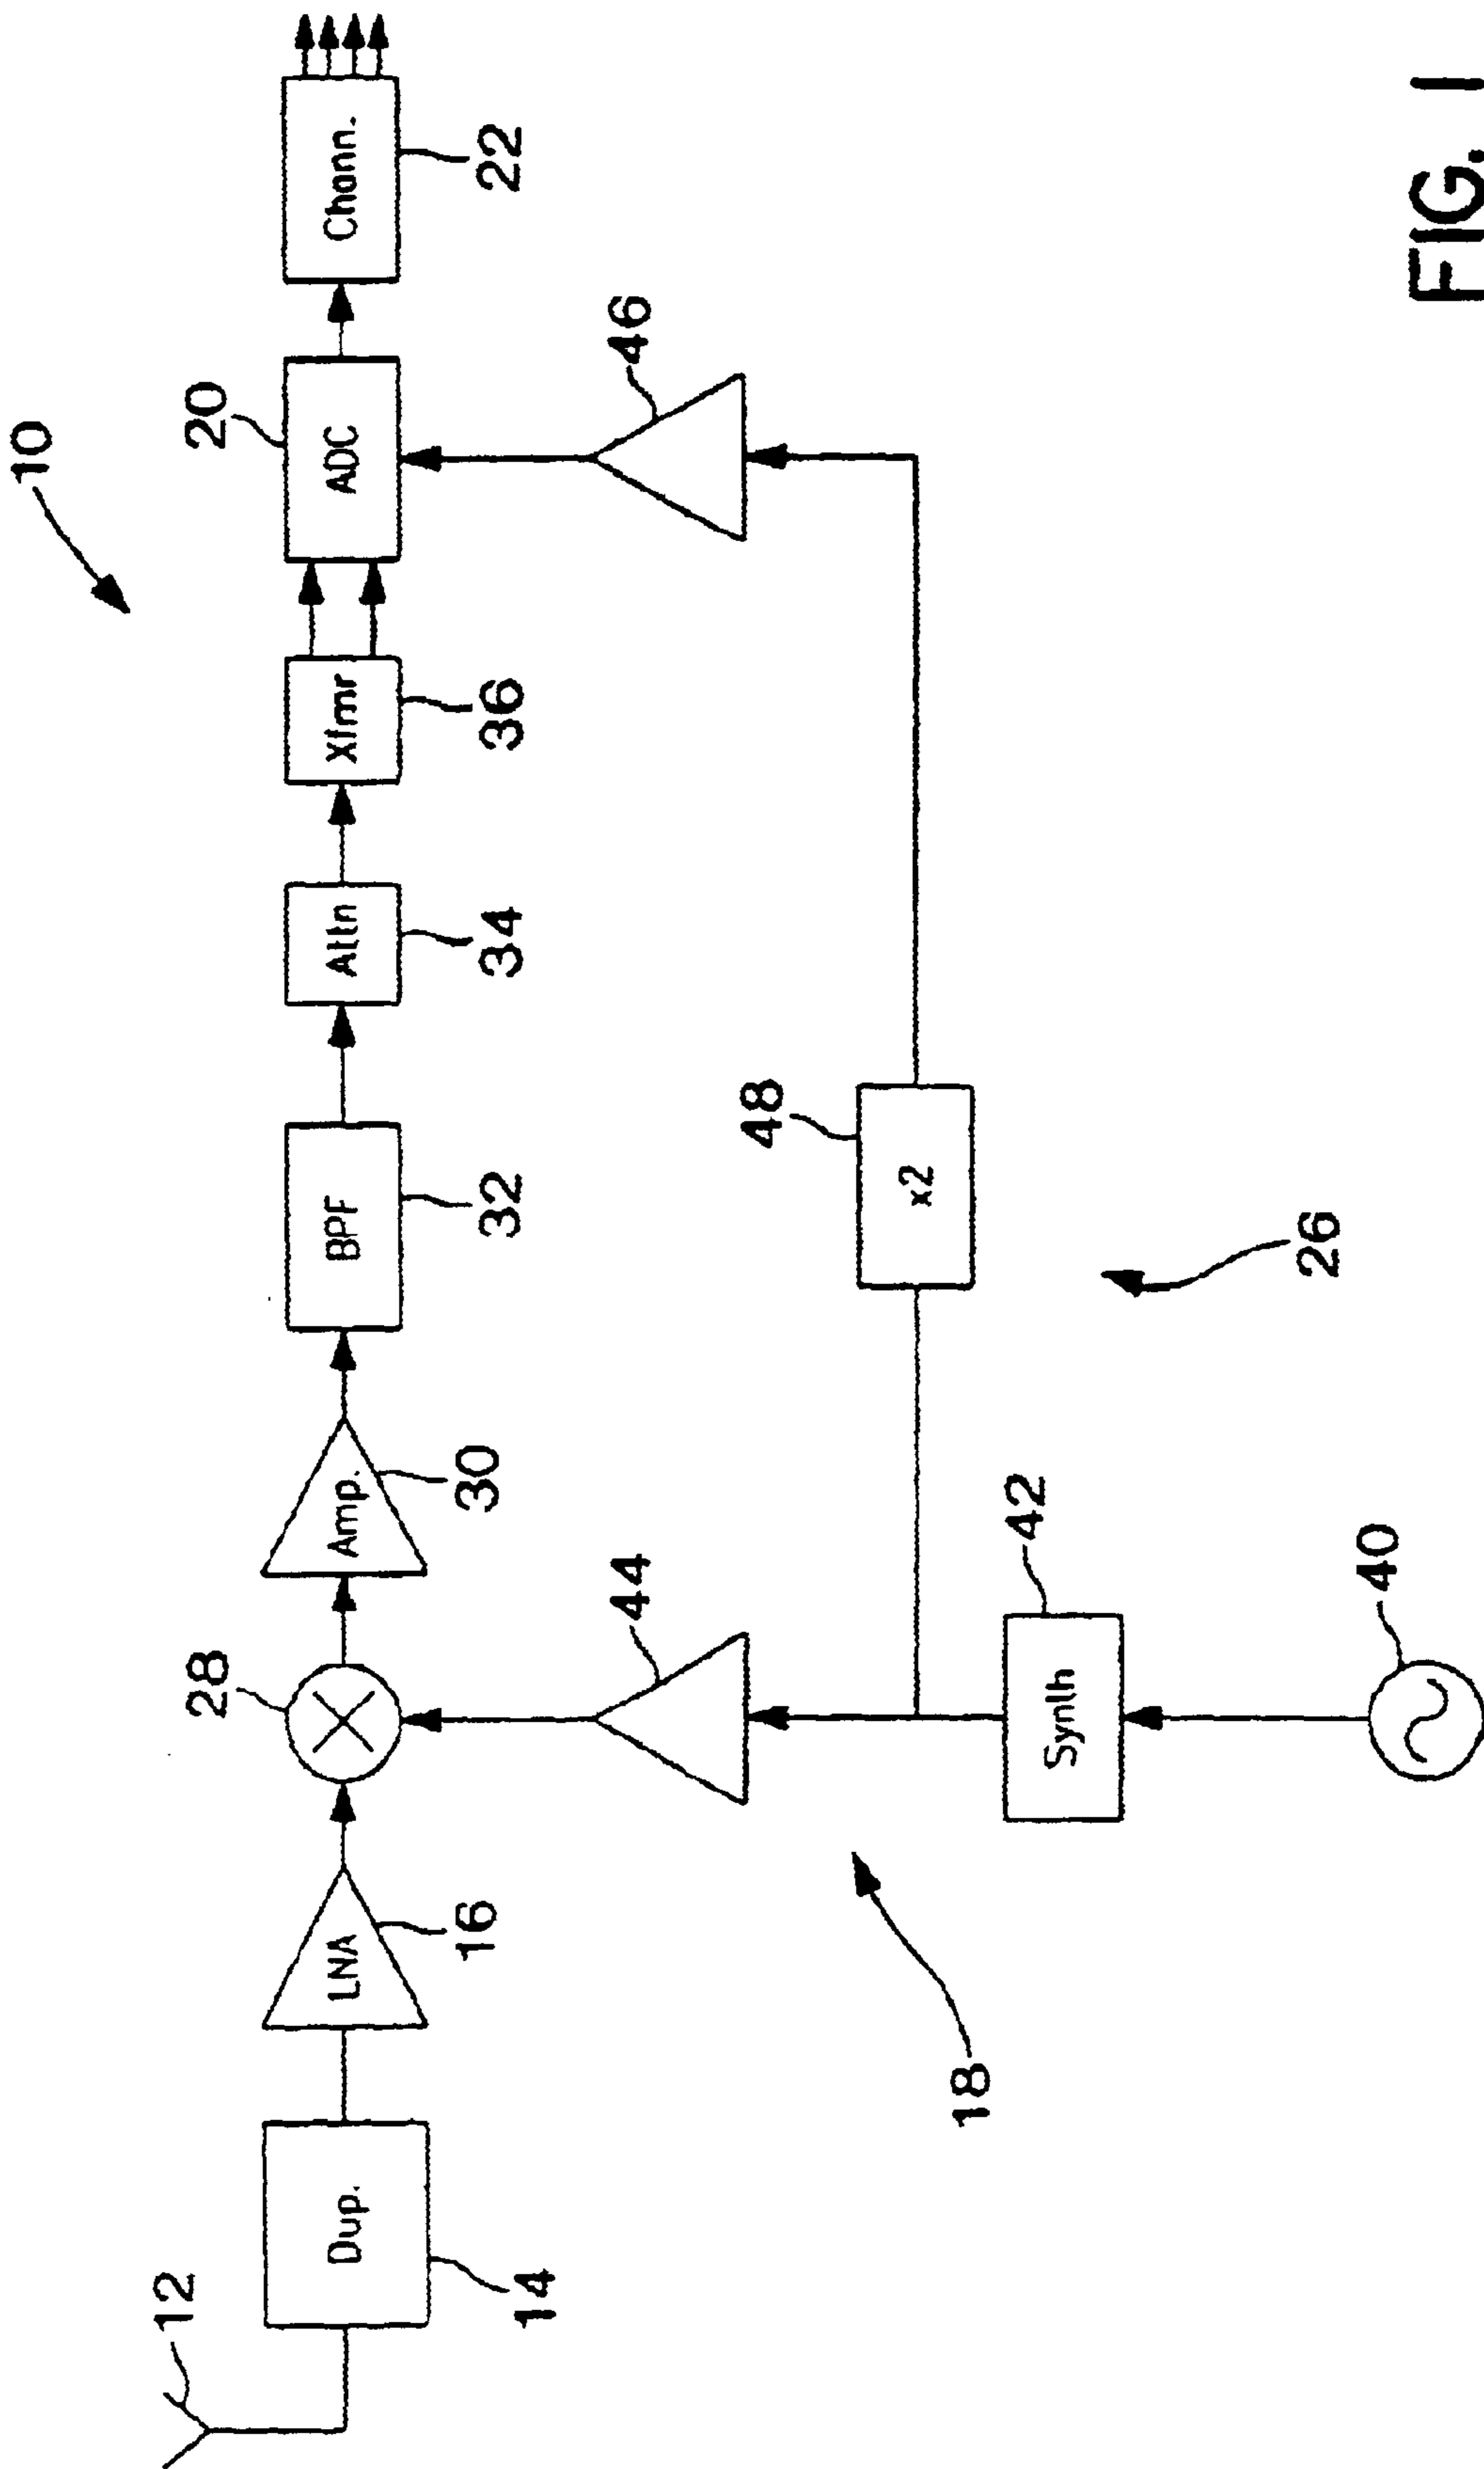 10
12
Dup.
14
LNA
16
28
Amp.
30
BPF
32
Attn
34
Xfmr
36
20
ADC
Chann.
22
44
46
48
x2
18
26
Synth
42
40
FIG. 1